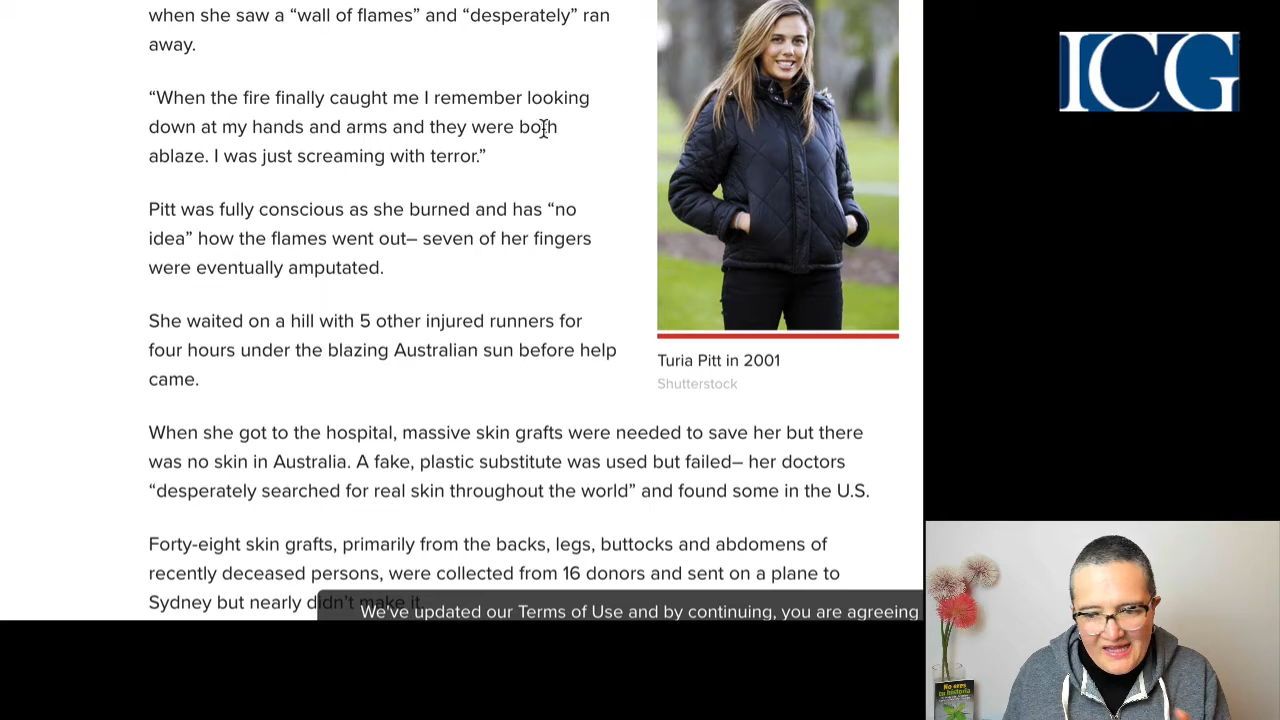 when she saw a “wall of flames” and “desperately” ran
away.
“When the fire finally caught me I remember looking
down at my hands and arms and they were both
ablaze. I was just screaming with terror.”
Pitt was fully conscious as she burned and has “no
idea” how the flames went out– seven of her fingers
were eventually amputated.
She waited on a hill with 5 other injured runners for
four hours under the blazing Australian sun before help
came.
Turia Pitt in 2001
Shutterstock
When she got to the hospital, massive skin grafts were needed to save her but there
was no skin in Australia. A fake, plastic substitute was used but failed– her doctors
“desperately searched for real skin throughout the world” and found some in the U.S.
Forty-eight skin grafts, primarily from the backs, legs, buttocks and abdomens of
recently deceased persons, were collected from 16 donors and sent on a plane to
Sydney but nearly didn’t make it.
We’ve updated our Terms of Use and by continuing, you are agreeing
ICG
No eres
tu historia